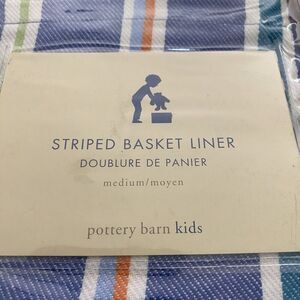 STRIPED BASKET LINER
DOUBLURE DE PANIER
medium/moyen
pottery barn kids